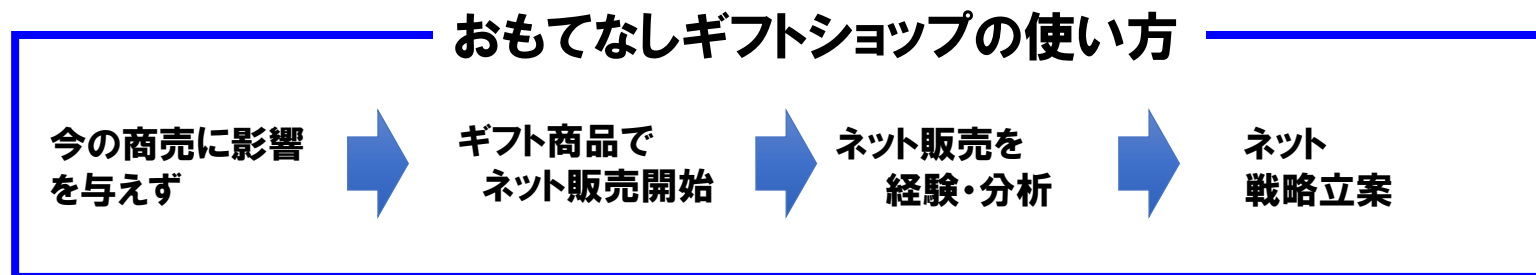 おもてなしギフトショップの使い方
今の商売に影響
を与えず
ギフト商品で
ネット販売開始
ネット販売を
経験・分析
ネット
戦略立案